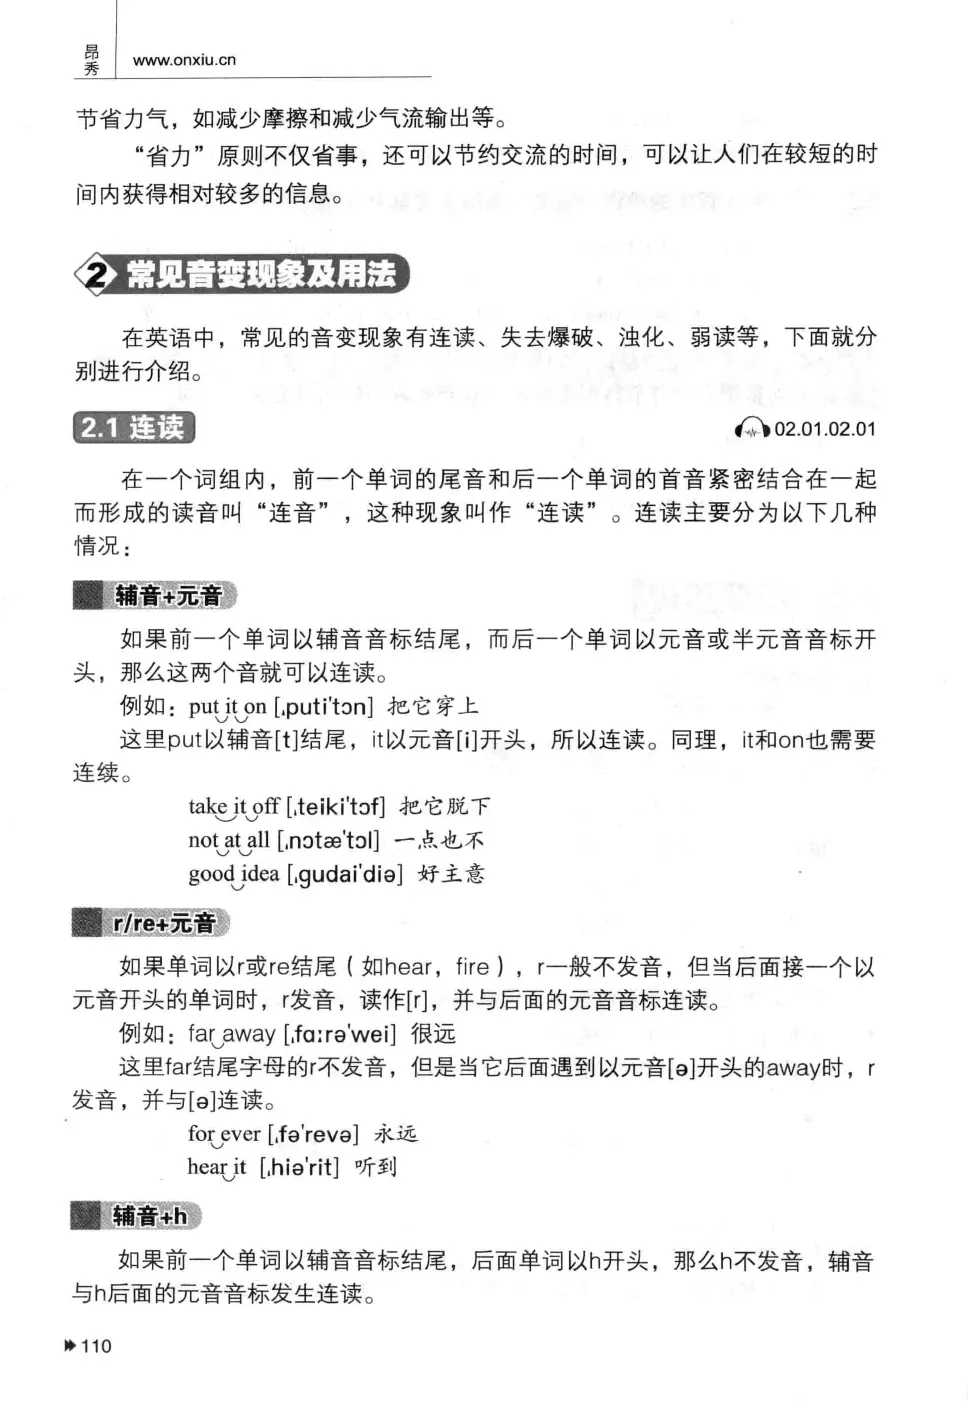 昂秀
www.onxiu.cn
节省力气，如减少摩擦和减少气流输出等。
“省力”原则不仅省事，还可以节约交流的时间，可以让人们在较短的时
间内获得相对较多的信息。
2 常见音变现象及用法
在英语中，常见的音变现象有连读、失去爆破、浊化、弱读等，下面就分
别进行介绍。
2.1 连读
02.01.02.01
在一个词组内，前一个单词的尾音和后一个单词的首音紧密结合在一起
而形成的读音叫“连音”，这种现象叫作“连读”。连读主要分为以下几种
情况：
辅音+元音
如果前一个单词以辅音音标结尾，而后一个单词以元音或半元音音标开
头，那么这两个音就可以连读。
例如：put it on [ˌputi'tɔn] 把它穿上
这里put以辅音[t]结尾，it以元音[i]开头，所以连读。同理，it和on也需要
连续。
take it off [ˌteiki'tɔf] 把它脱下
not at all [ˌnɔtæ'tɔl] 一点也不
good idea [ˌgudai'diə] 好主意
r/re+元音
如果单词以r或re结尾（如hear，fire），r一般不发音，但当后面接一个以
元音开头的单词时，r发音，读作[r]，并与后面的元音音标连读。
例如：far away [ˌfɑːrə'wei] 很远
这里far结尾字母的r不发音，但是当它后面遇到以元音[ə]开头的away时，r
发音，并与[ə]连读。
for ever [ˌfə'revə] 永远
hear it [ˌhiə'rit] 听到
辅音+h
如果前一个单词以辅音音标结尾，后面单词以h开头，那么h不发音，辅音
与h后面的元音音标发生连读。
110